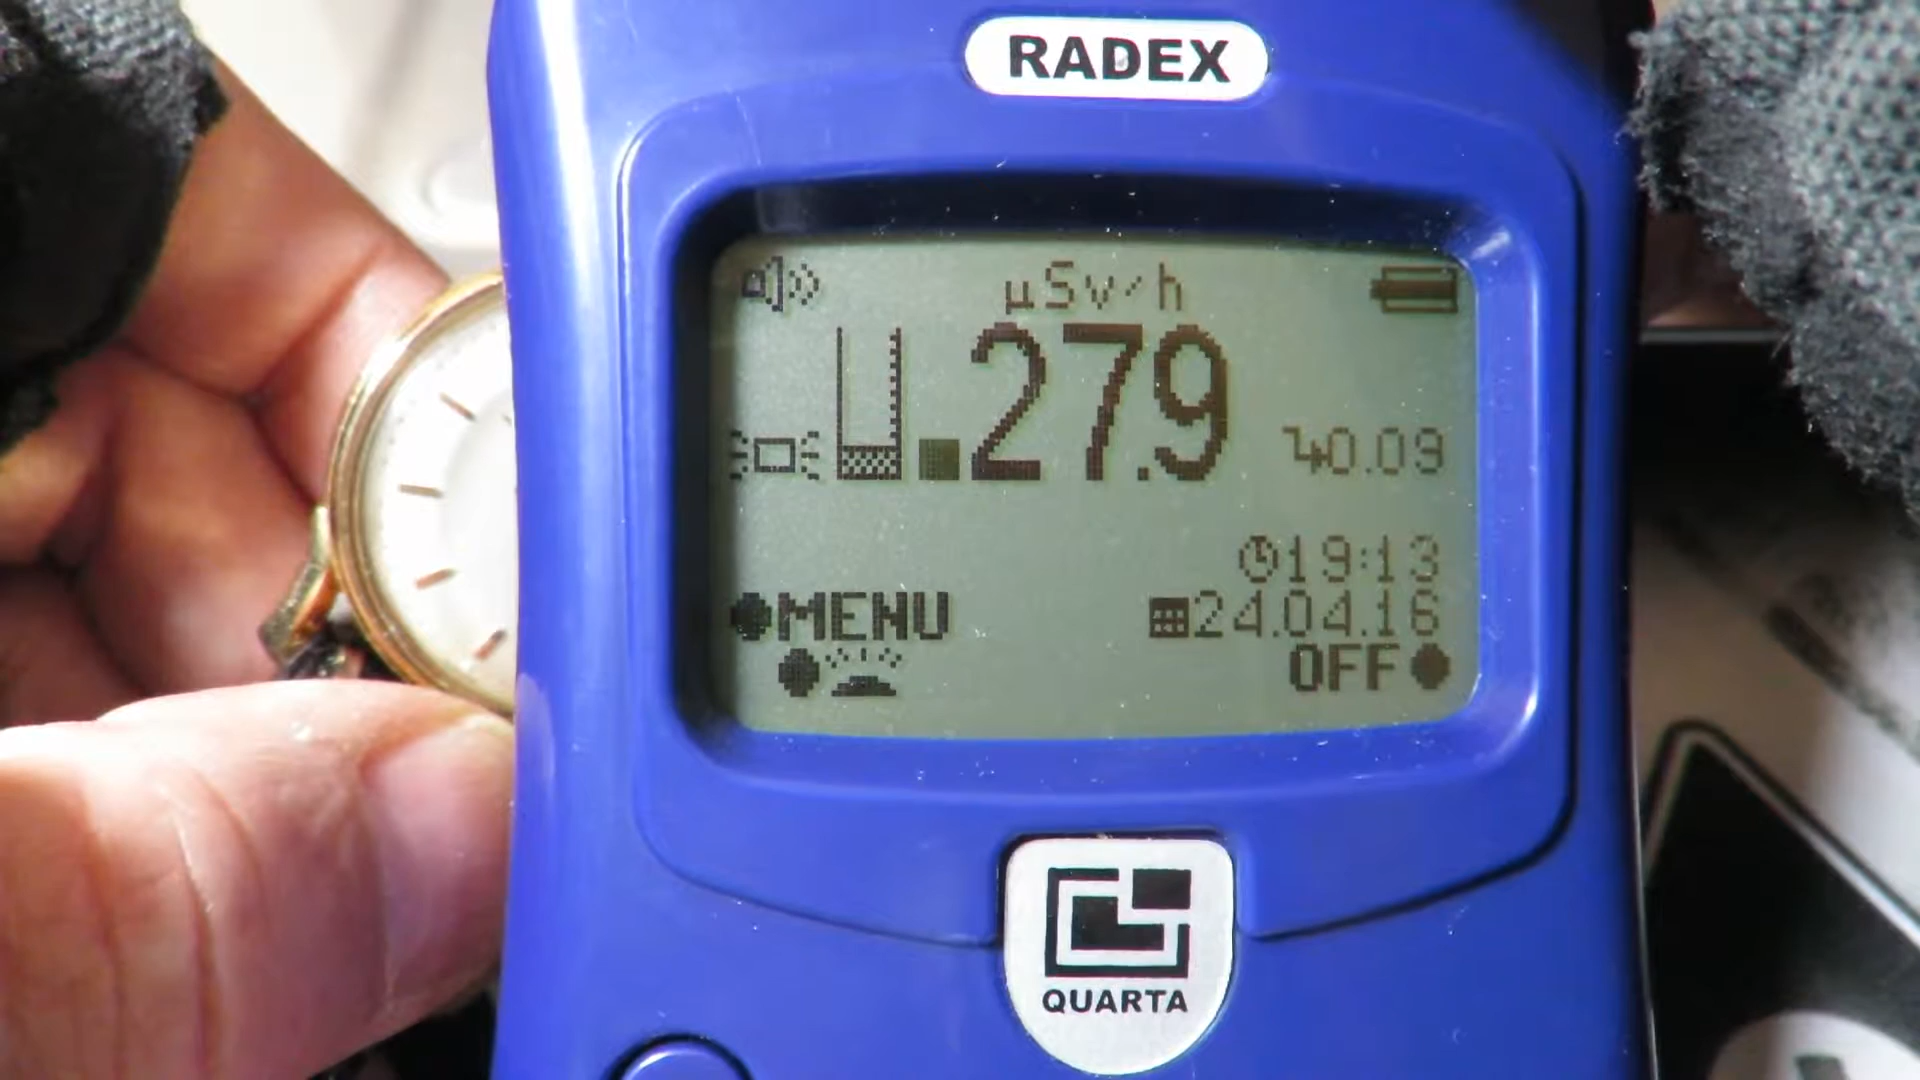 RADEX
µSv/h
27.9
↴0.09
19:13
MENU
24.04.16
OFF
QUARTA